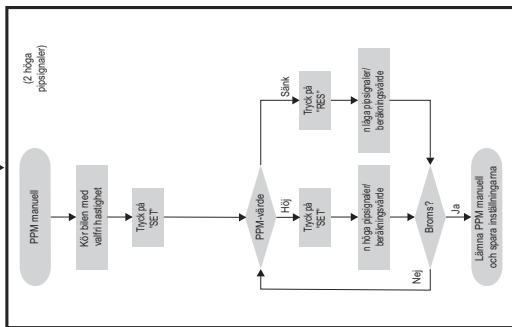 PPM manuell
(2 höga
pipsignaler)
Kör bilen med
valfri hastighet
Tryck på
"SET"
PPM-värde
Höj
Sänk
Tryck på
"SET"
Tryck på
"RES"
n höga pipsignaler/
beräkningsvärde
n låga pipsignaler/
beräkningsvärde
Broms?
Nej
Ja
Lämna PPM manuell
och spara inställningarna